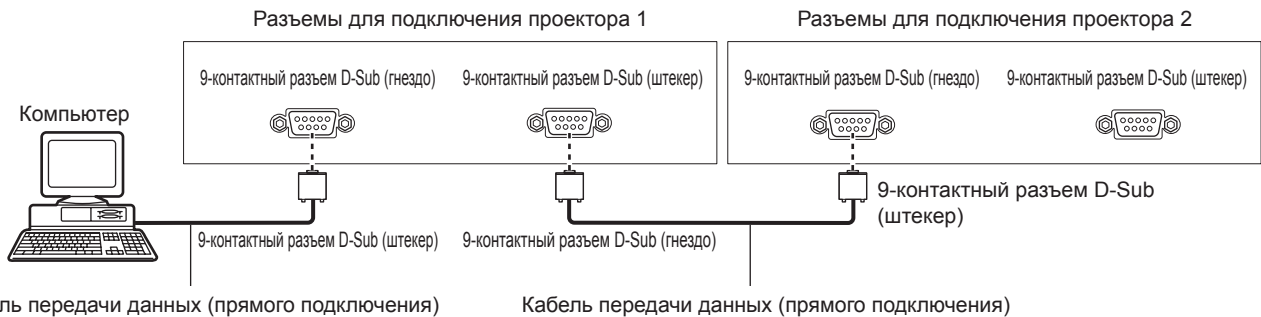 Разъемы для подключения проектора 1
Разъемы для подключения проектора 2
9-контактный разъем D-Sub (гнездо)
9-контактный разъем D-Sub (штекер)
9-контактный разъем D-Sub (гнездо)
9-контактный разъем D-Sub (штекер)
Компьютер
9-контактный разъем D-Sub
(штекер)
9-контактный разъем D-Sub (штекер)
9-контактный разъем D-Sub (гнездо)
ль передачи данных (прямого подключения)
Кабель передачи данных (прямого подключения)